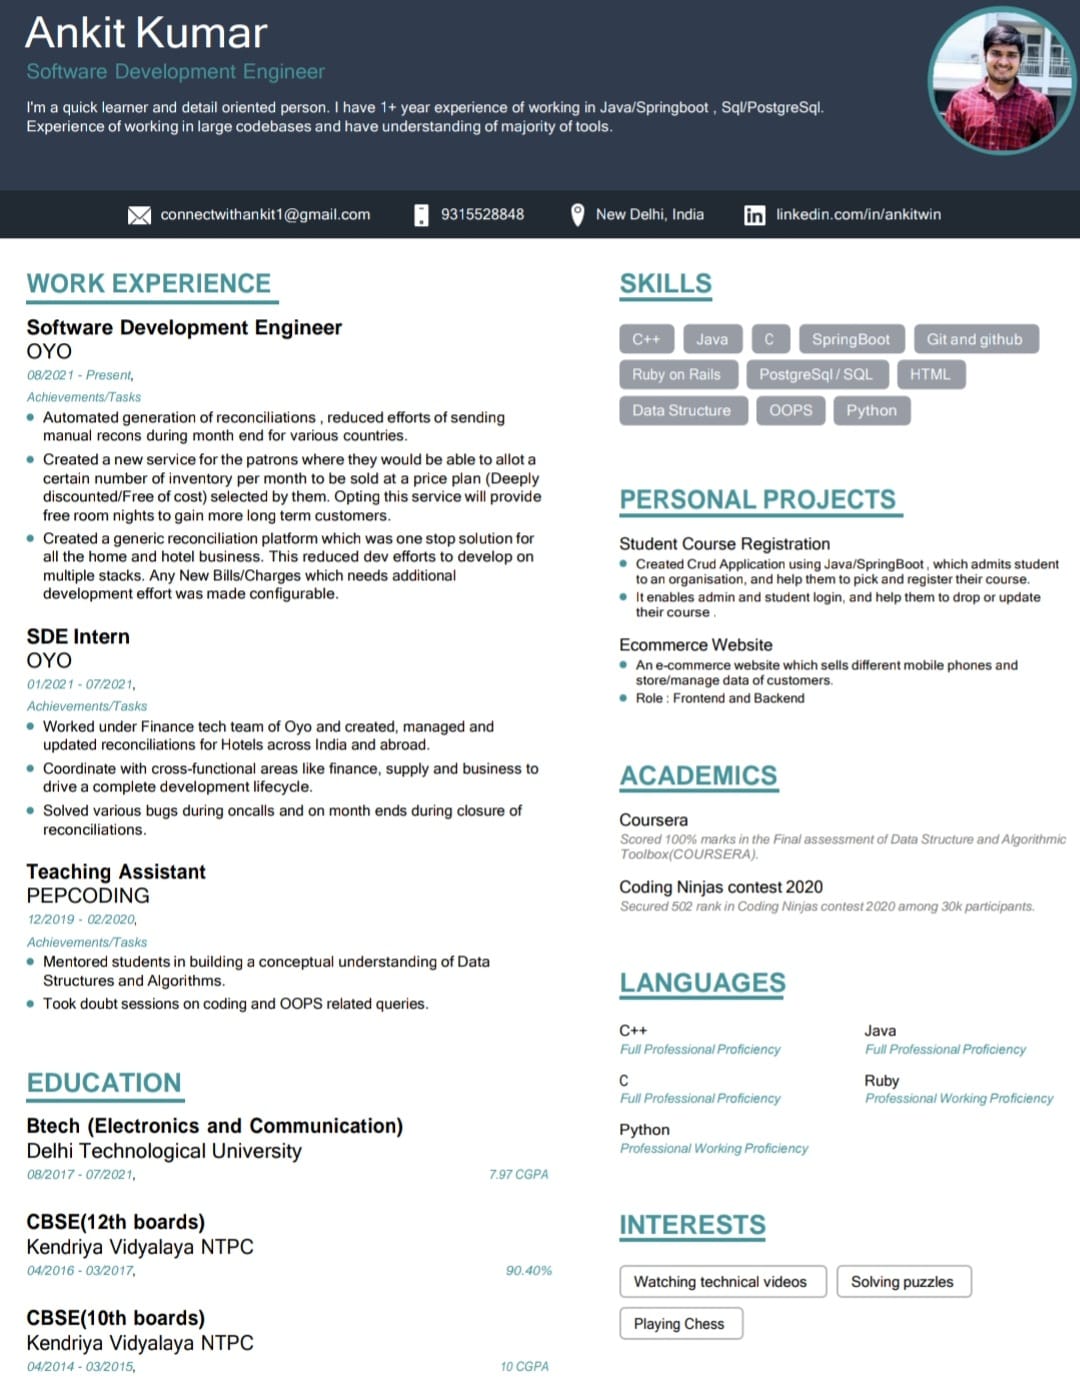 Ankit Kumar
Software Development Engineer
I'm a quick learner and detail oriented person. I have 1+ year experience of working in Java/Springboot , Sql/PostgreSql.
Experience of working in large codebases and have understanding of majority of tools.
connectwithankit1@gmail.com
9315528848
New Delhi, India
in linkedin.com/in/ankitwin
WORK EXPERIENCE
Software Development Engineer
OYO
08/2021 - Present,
Achievements/Tasks
Automated generation of reconciliations , reduced efforts of sending
manual recons during month end for various countries.
Created a new service for the patrons where they would be able to allot a
certain number of inventory per month to be sold at a price plan (Deeply
discounted/Free of cost) selected by them. Opting this service will provide
free room nights to gain more long term customers.
Created a generic reconciliation platform which was one stop solution for
all the home and hotel business. This reduced dev efforts to develop on
multiple stacks. Any New Bills/Charges which needs additional
development effort was made configurable.
SDE Intern
OYO
01/2021 - 07/2021,
Achievements/Tasks
Worked under Finance tech team of Oyo and created, managed and
updated reconciliations for Hotels across India and abroad.
Coordinate with cross-functional areas like finance, supply and business to
drive a complete development lifecycle.
Solved various bugs during oncalls and on month ends during closure of
reconciliations.
Teaching Assistant
PEPCODING
12/2019 - 02/2020,
Achievements/Tasks
Mentored students in building a conceptual understanding of Data
Structures and Algorithms.
Took doubt sessions on coding and OOPS related queries.
EDUCATION
Btech (Electronics and Communication)
Delhi Technological University
08/2017 - 07/2021, 7.97 CGPA
CBSE(12th boards)
Kendriya Vidyalaya NTPC
04/2016 - 03/2017, 90.40%
CBSE(10th boards)
Kendriya Vidyalaya NTPC
04/2014 - 03/2015, 10 CGPA
SKILLS
C++ Java C SpringBoot Git and github
Ruby on Rails PostgreSql / SQL HTML
Data Structure OOPS Python
PERSONAL PROJECTS
Student Course Registration
Created Crud Application using Java/SpringBoot , which admits student
to an organisation, and help them to pick and register their course.
It enables admin and student login, and help them to drop or update
their course .
Ecommerce Website
An e-commerce website which sells different mobile phones and
store/manage data of customers.
Role : Frontend and Backend
ACADEMICS
Coursera
Scored 100% marks in the Final assessment of Data Structure and Algorithmic
Toolbox(COURSERA).
Coding Ninjas contest 2020
Secured 502 rank in Coding Ninjas contest 2020 among 30k participants.
LANGUAGES
C++ Java
Full Professional Proficiency Full Professional Proficiency
C Ruby
Full Professional Proficiency Professional Working Proficiency
Python
Professional Working Proficiency
INTERESTS
Watching technical videos Solving puzzles
Playing Chess